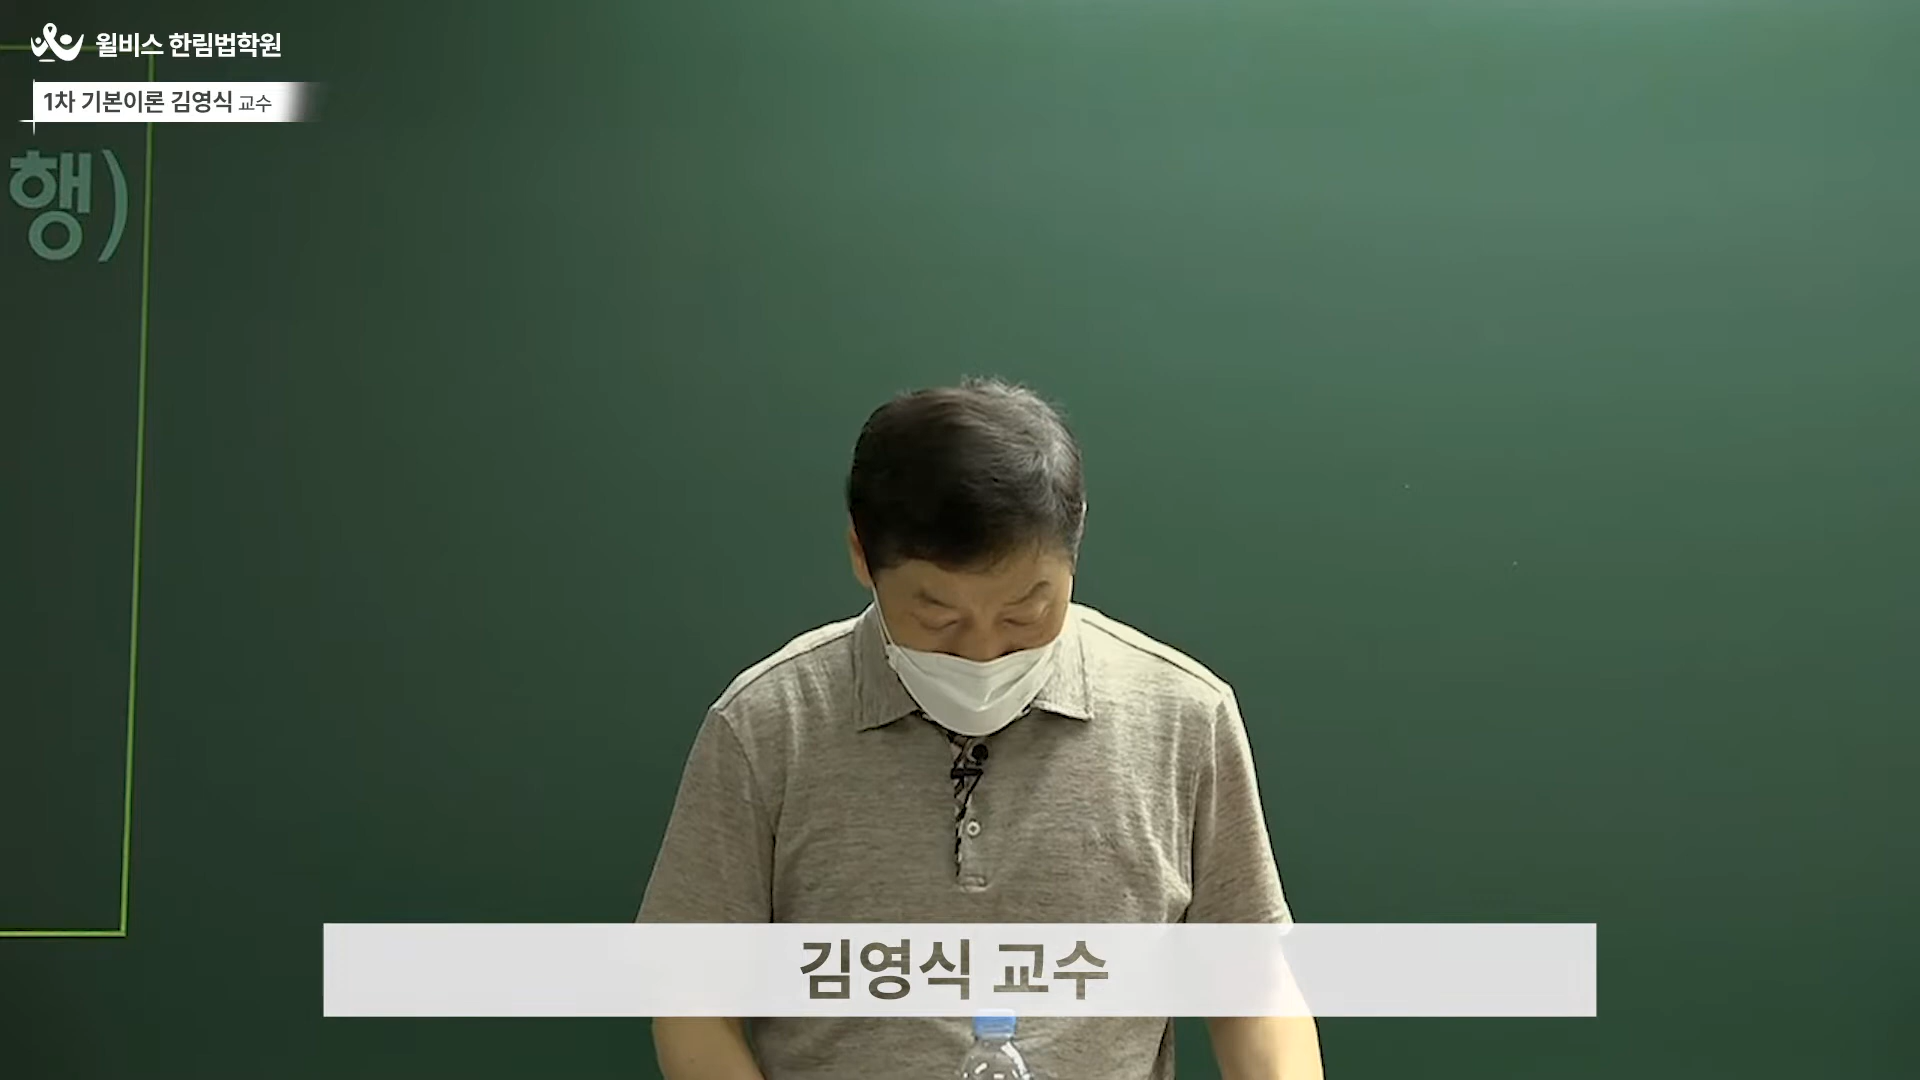 윌비스 한림법학원
1차 기본이론 김영식 교수
행)
김영식 교수